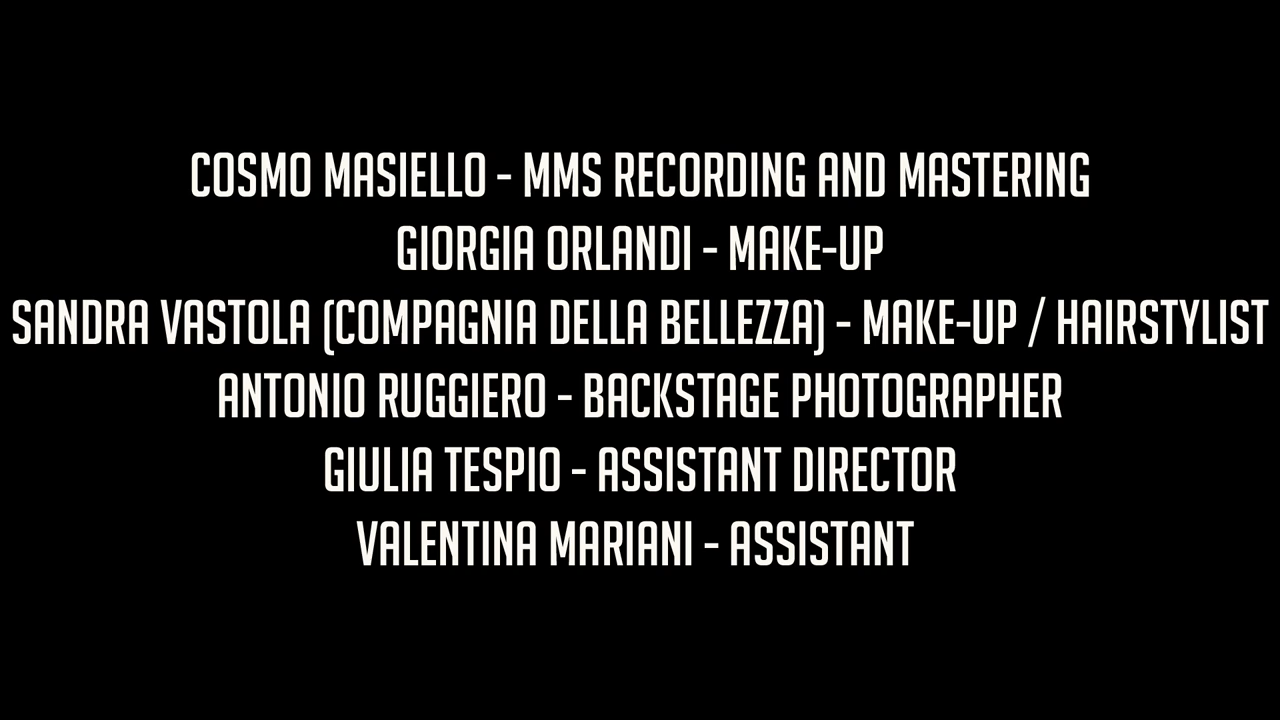 COSMO MASIELLO - MMS RECORDING AND MASTERING
GIORGIA ORLANDI - MAKE-UP
SANDRA VASTOLA (COMPAGNIA DELLA BELLEZZA) - MAKE-UP / HAIRSTYLIST
ANTONIO RUGGIERO - BACKSTAGE PHOTOGRAPHER
GIULIA TESPIO - ASSISTANT DIRECTOR
VALENTINA MARIANI - ASSISTANT